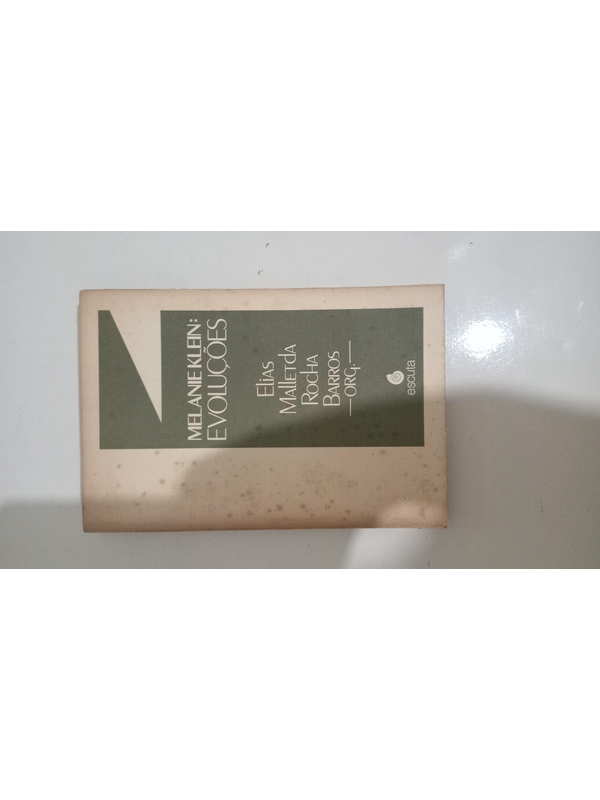 MELANIE KLEIN:
EVOLUÇÕES
ELIAS
MALLET DA
ROCHA
BARROS
—ORG.—
escuta